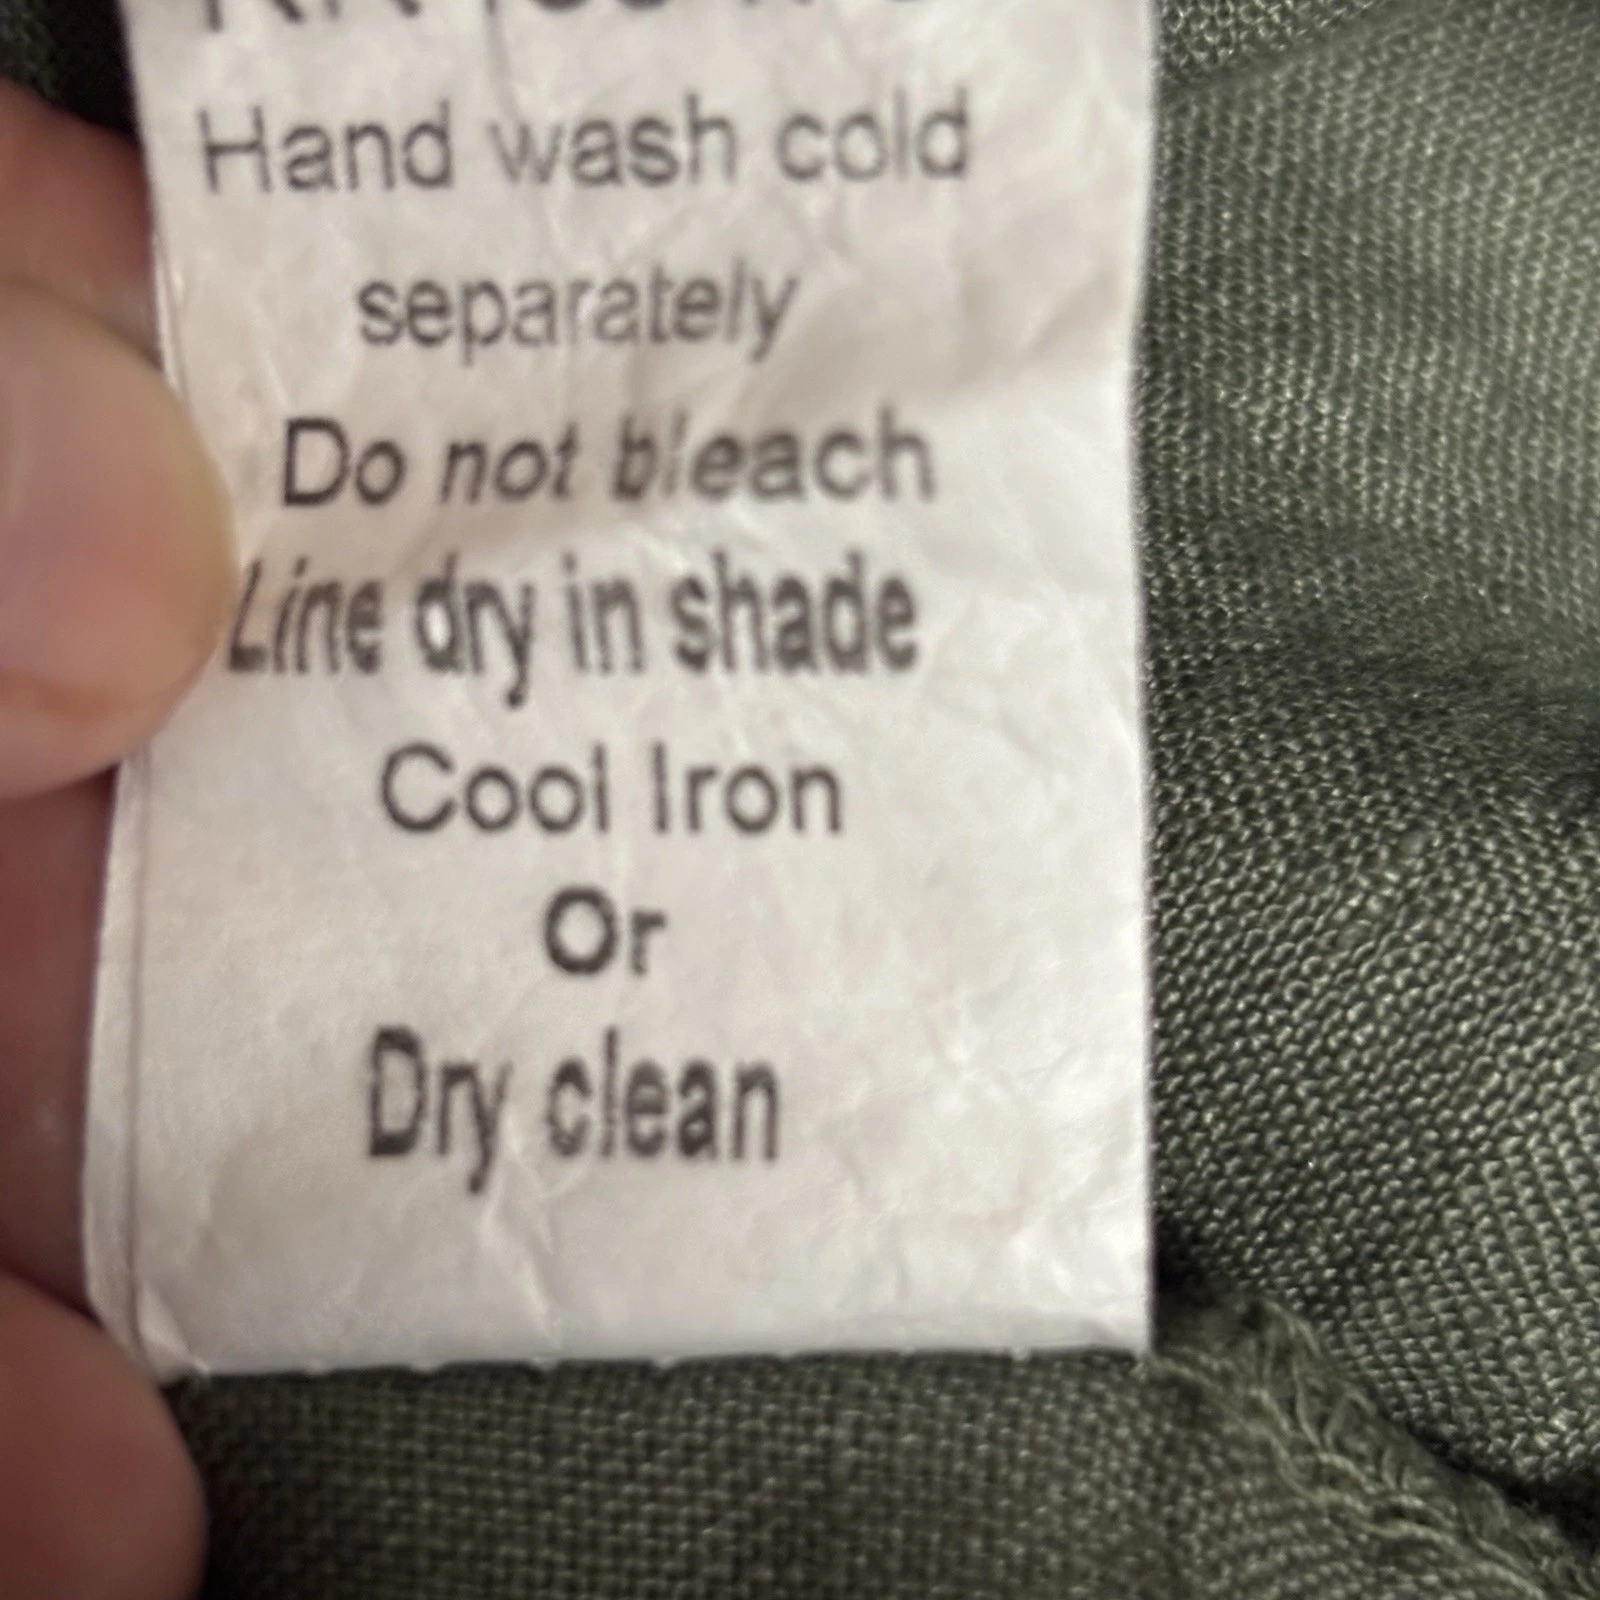 Hand wash cold
separately
Do not bleach
Line dry in shade
Cool Iron
Or
Dry clean